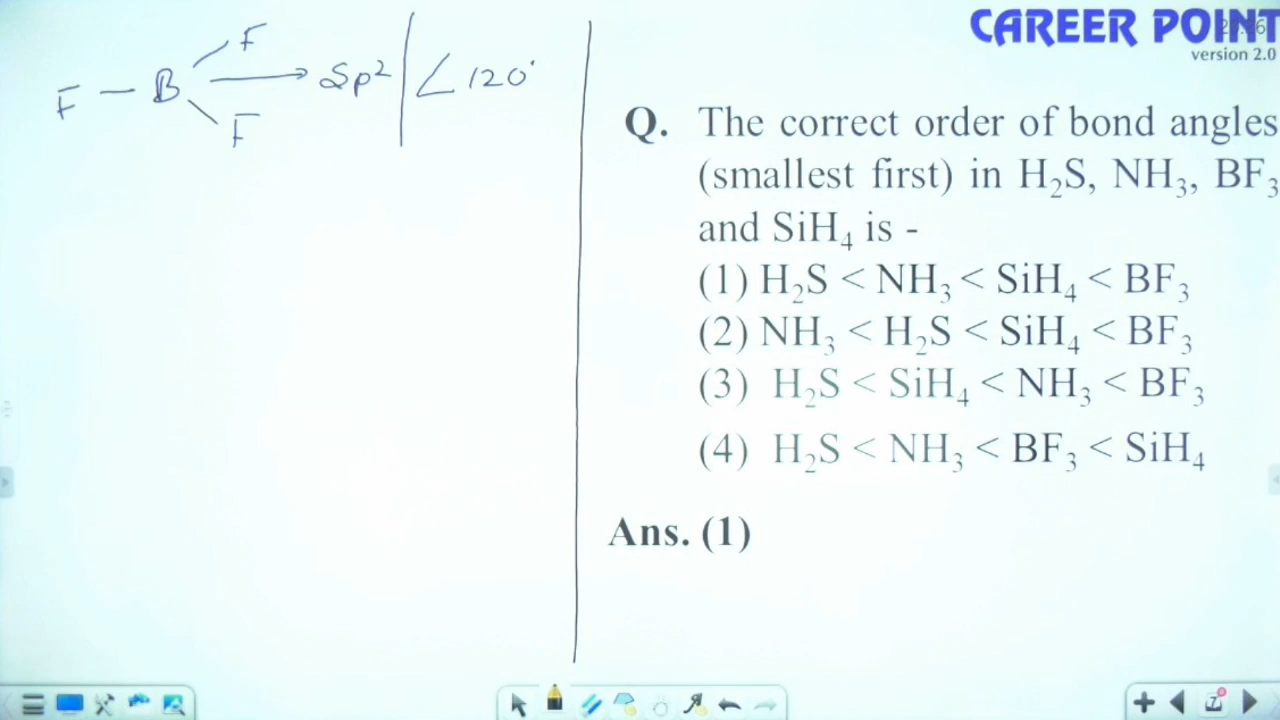 CAREER POINT
version 2.0
F
F — B → Sp² ∠ 120°
F
Q. The correct order of bond angles
(smallest first) in H₂S, NH₃, BF₃
and SiH₄ is -
(1) H₂S < NH₃ < SiH₄ < BF₃
(2) NH₃ < H₂S < SiH₄ < BF₃
(3) H₂S < SiH₄ < NH₃ < BF₃
(4) H₂S < NH₃ < BF₃ < SiH₄
Ans. (1)